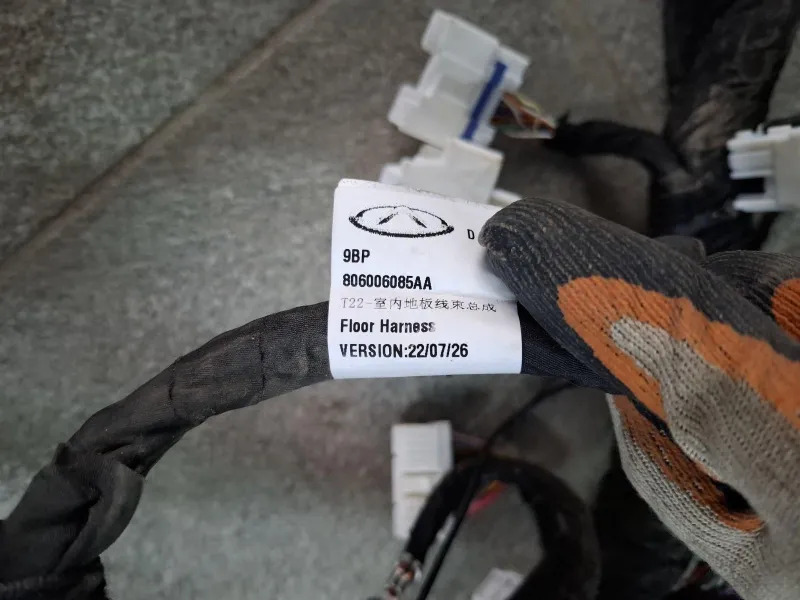 D
9BP
806006085AA
T22-室内地板线束总成
Floor Harness
VERSION:22/07/26